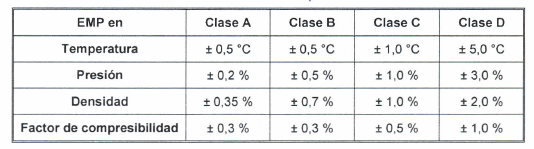 EMP en Clase A Clase B Clase C Clase D
Temperatura ± 0,5 °C ± 0,5 °C ± 1,0 °C ± 5,0 °C
Presión ± 0,2 % ± 0,5 % ± 1,0 % ± 3,0 %
Densidad ± 0,35 % ± 0,7 % ± 1,0 % ± 2,0 %
Factor de compresibilidad ± 0,3 % ± 0,3 % ± 0,5 % ± 1,0 %